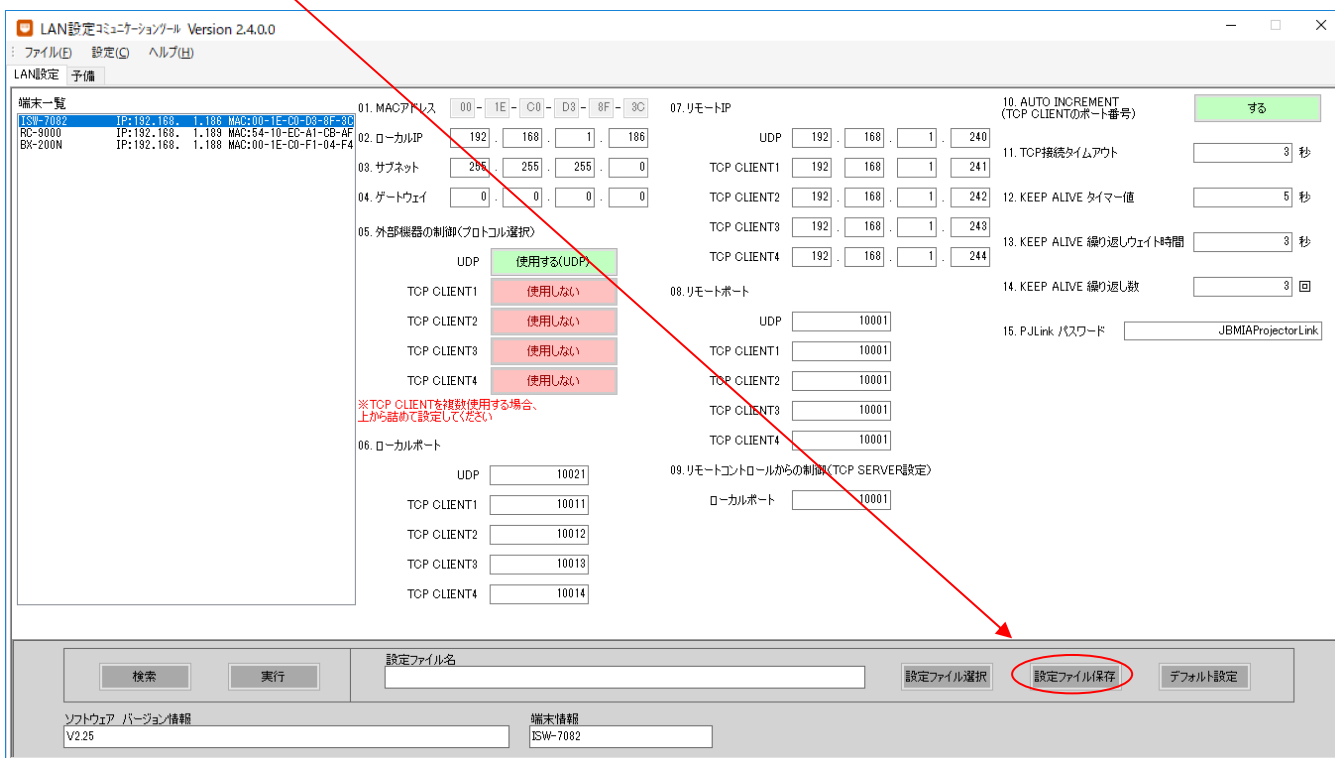 LAN設定コミュニケーションツール Version 2.4.0.0
ファイル(F) 設定(C) ヘルプ(H)
LAN設定 予備
端末一覧
ISW-7082 IP:192.168. 1.186 MAC:00-1E-C0-D3-8F-3C
RC-9000 IP:192.168. 1.189 MAC:54-10-EC-A1-CB-AF
BX-200N IP:192.168. 1.188 MAC:00-1E-C0-F1-04-F4
01. MACアドレス 00 - 1E - C0 - D3 - 8F - 3C
02. ローカルIP 192 . 168 . 1 . 186
03. サブネット 255 . 255 . 255 . 0
04. ゲートウェイ 0 . 0 . 0 . 0
05. 外部機器の制御(プロトコル選択)
UDP 使用する(UDP)
TCP CLIENT1 使用しない
TCP CLIENT2 使用しない
TCP CLIENT3 使用しない
TCP CLIENT4 使用しない
※TCP CLIENTを複数使用する場合、
上から詰めて設定してください
06. ローカルポート
UDP 10021
TCP CLIENT1 10011
TCP CLIENT2 10012
TCP CLIENT3 10013
TCP CLIENT4 10014
07. リモートIP
UDP 192 . 168 . 1 . 240
TCP CLIENT1 192 168 1 241
TCP CLIENT2 192 . 168 . 1 . 242
TCP CLIENT3 192 . 168 . 1 . 243
TCP CLIENT4 192 . 168 . 1 . 244
08. リモートポート
UDP 10001
TCP CLIENT1 10001
TCP CLIENT2 10001
TCP CLIENT3 10001
TCP CLIENT4 10001
09. リモートコントロールからの制御(TCP SERVER設定)
ローカルポート 10001
10. AUTO INCREMENT
(TCP CLIENTのポート番号) する
11. TCP接続タイムアウト 3 秒
12. KEEP ALIVE タイマー値 5 秒
13. KEEP ALIVE 繰り返しウェイト時間 3 秒
14. KEEP ALIVE 繰り返し数 3 回
15. PJLink パスワード JBMIAProjectorLink
設定ファイル名
検索 実行 設定ファイル選択 設定ファイル保存 デフォルト設定
ソフトウェア バージョン情報 端末情報
V2.25 ISW-7082